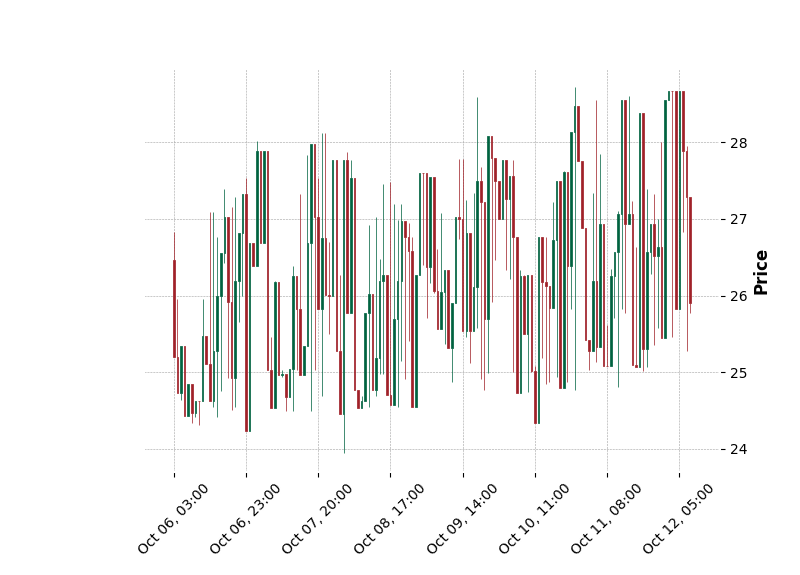 28
27
26
25
24
Price
Oct 06, 03:00
Oct 06, 23:00
Oct 07, 20:00
Oct 08, 17:00
Oct 09, 14:00
Oct 10, 11:00
Oct 11, 08:00
Oct 12, 05:00